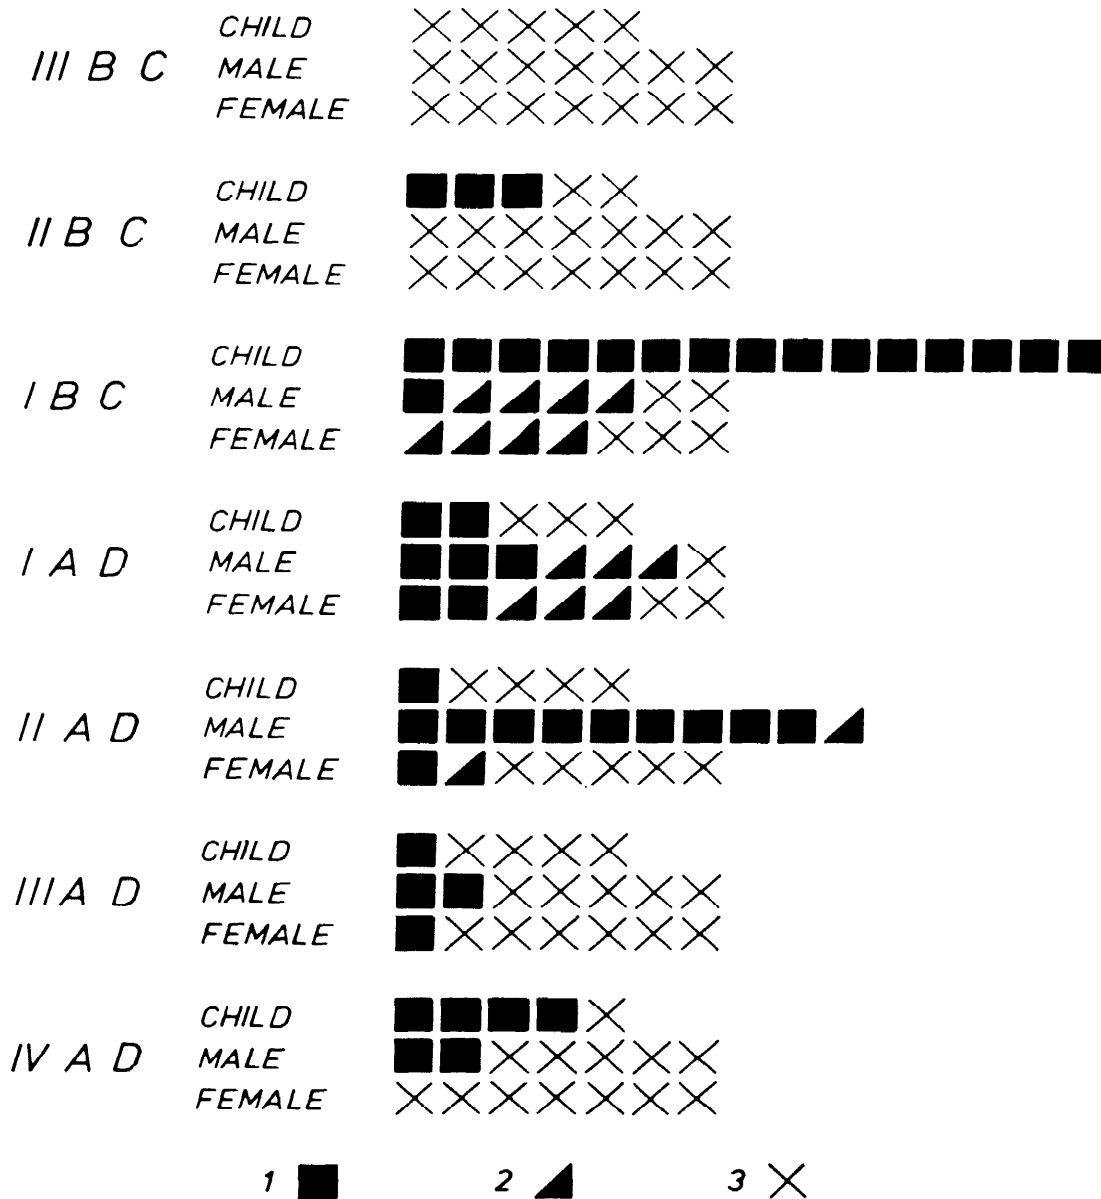 CHILD
III B C MALE
FEMALE
CHILD
II B C MALE
FEMALE
CHILD
I B C MALE
FEMALE
CHILD
I A D MALE
FEMALE
CHILD
II A D MALE
FEMALE
CHILD
III A D MALE
FEMALE
CHILD
IV A D MALE
FEMALE
1 2 3